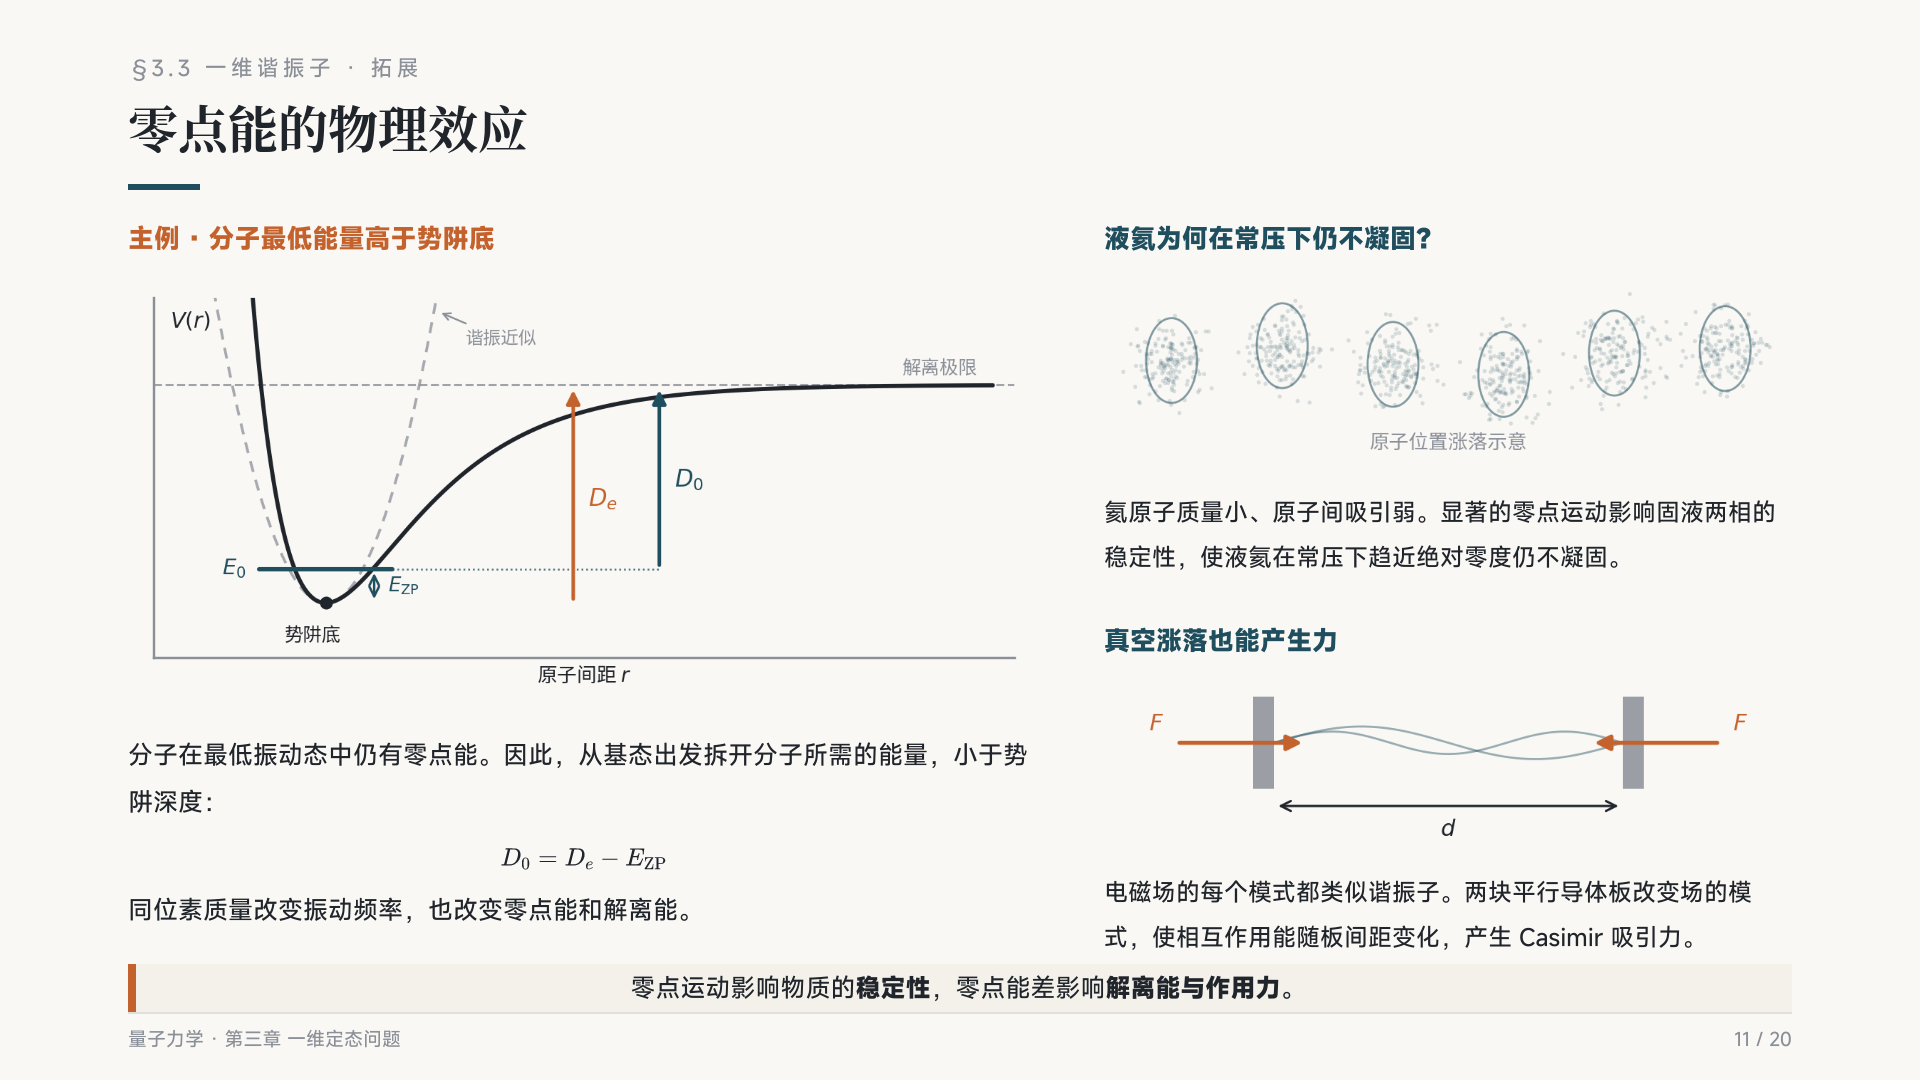 §3.3 一维谐振子 · 拓展
零点能的物理效应
主例 · 分子最低能量高于势阱底
V(r)
谐振近似
解离极限
D₀
Dₑ
E₀
E_ZP
势阱底
原子间距 r
分子在最低振动态中仍有零点能。因此，从基态出发拆开分子所需的能量，小于势
阱深度：
D₀ = Dₑ − E_ZP
同位素质量改变振动频率，也改变零点能和解离能。
液氦为何在常压下仍不凝固？
原子位置涨落示意
氦原子质量小、原子间吸引弱。显著的零点运动影响固液两相的
稳定性，使液氦在常压下趋近绝对零度仍不凝固。
真空涨落也能产生力
F
F
d
电磁场的每个模式都类似谐振子。两块平行导体板改变场的模
式，使相互作用能随板间距变化，产生 Casimir 吸引力。
零点运动影响物质的稳定性，零点能差影响解离能与作用力。
量子力学 · 第三章 一维定态问题
11 / 20